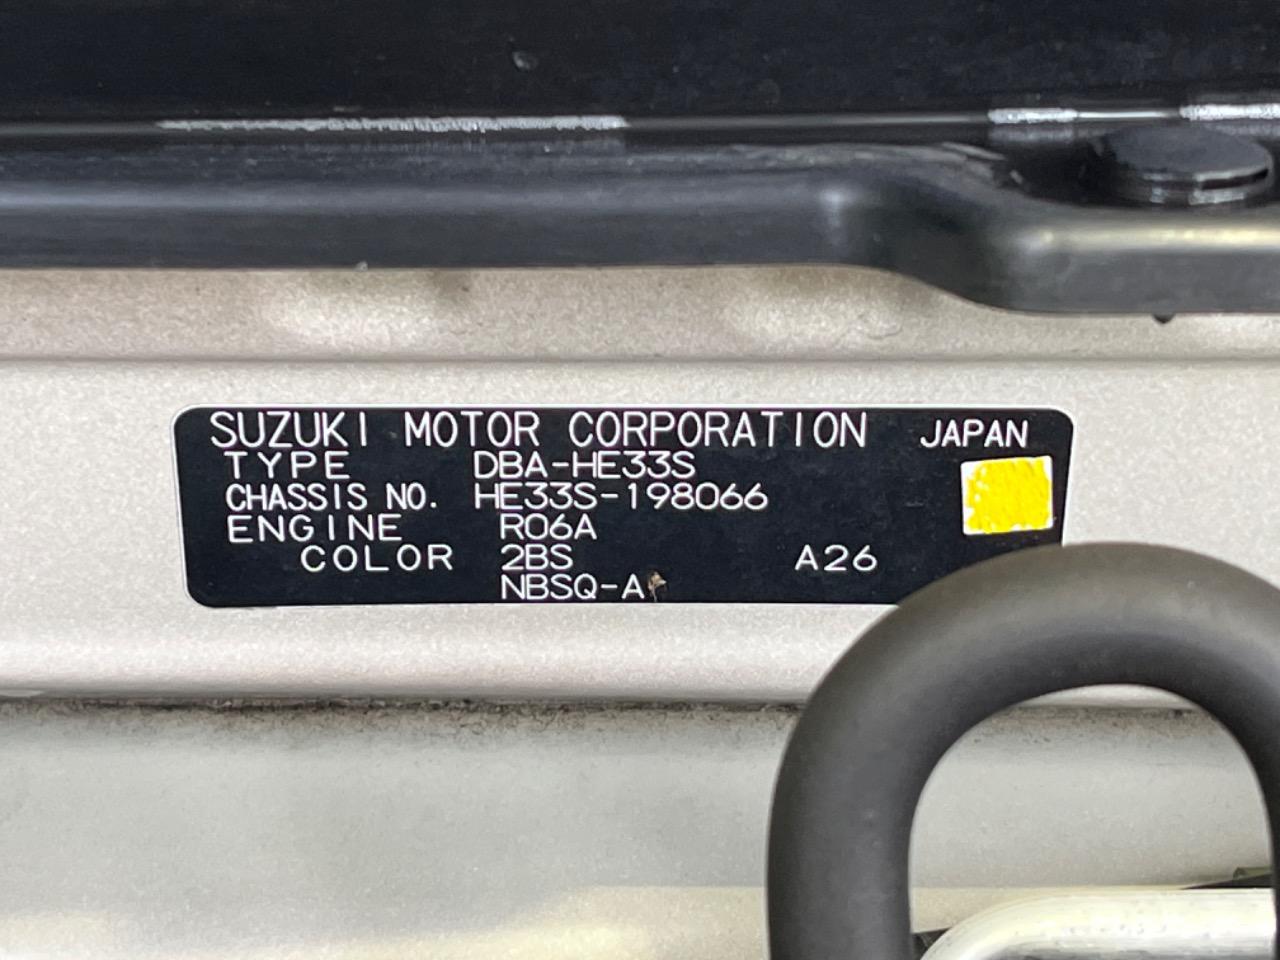 SUZUKI MOTOR CORPORATION JAPAN
TYPE DBA-HE33S
CHASSIS NO. HE33S-198066
ENGINE R06A
COLOR 2BS A26
NBSQ-A